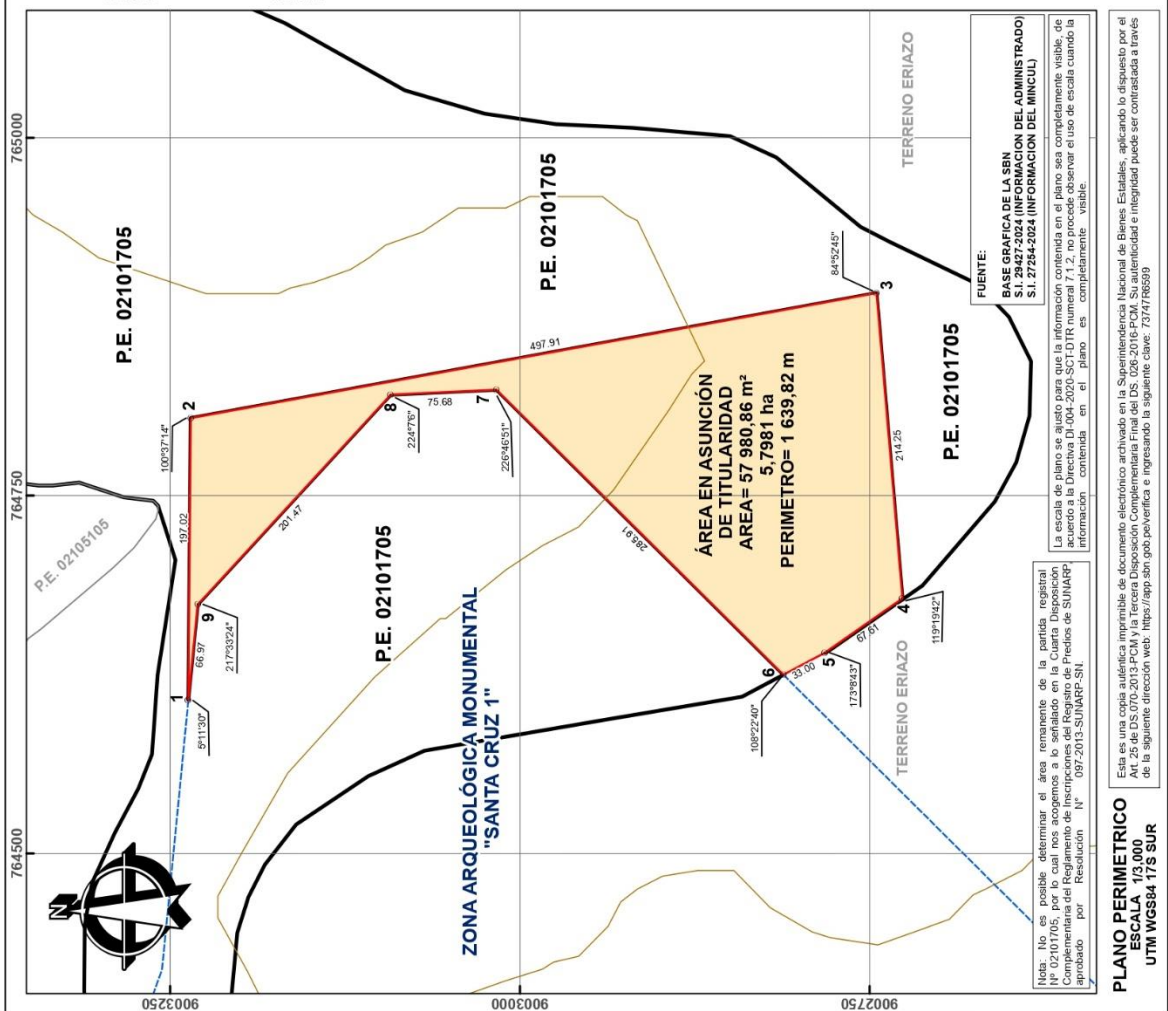 764500
764750
765000
9003250
9003000
9002750
N
P.E. 02105105
P.E. 02101705
P.E. 02101705
P.E. 02101705
P.E. 02101705
ZONA ARQUEOLÓGICA MONUMENTAL
"SANTA CRUZ 1"
TERRENO ERIAZO
TERRENO ERIAZO
1
2
3
4
5
6
7
8
9
5°11'30"
100°37'14"
84°52'45"
119°19'42"
173°8'43"
108°22'40"
226°46'51"
224°7'6"
217°33'24"
197.02
497.91
214.25
67.61
33.00
285.91
75.68
201.47
66.97
ÁREA EN ASUNCIÓN
DE TITULARIDAD
AREA= 57 980,86 m²
5,7981 ha
PERIMETRO= 1 639,82 m
FUENTE:
BASE GRAFICA DE LA SBN
S.I. 29427-2024 (INFORMACION DEL ADMINISTRADO)
S.I. 27254-2024 (INFORMACION DEL MINCUL)
Nota: No es posible determinar el área remanente de la partida registral
N° 02101705, por lo cual nos acogemos a lo señalado en la Cuarta Disposición
Complementaria del Reglamento de Inscripciones del Registro de Predios de SUNARP,
aprobado por Resolución N° 097-2013-SUNARP-SN.
La escala de plano se ajusto para que la información contenida en el plano sea completamente visible, de
acuerdo a la Directiva DI-004-2020-SCT-DTR numeral 7.1.2, no procede observar el uso de escala cuando la
información contenida en el plano es completamente visible.
PLANO PERIMETRICO
ESCALA 1/3,000
UTM WGS84 17S SUR
Esta es una copia auténtica imprimible de documento electrónico archivado en la Superintendencia Nacional de Bienes Estatales, aplicando lo dispuesto por el
Art. 25 de DS.070-2013-PCM y la Tercera Disposición Complementaria Final del DS. 026-2016-PCM. Su autenticidad e integridad puede ser contrastada a través
de la siguiente dirección web: https://app.sbn.gob.pe/verifica e ingresando la siguiente clave: 73747R6599